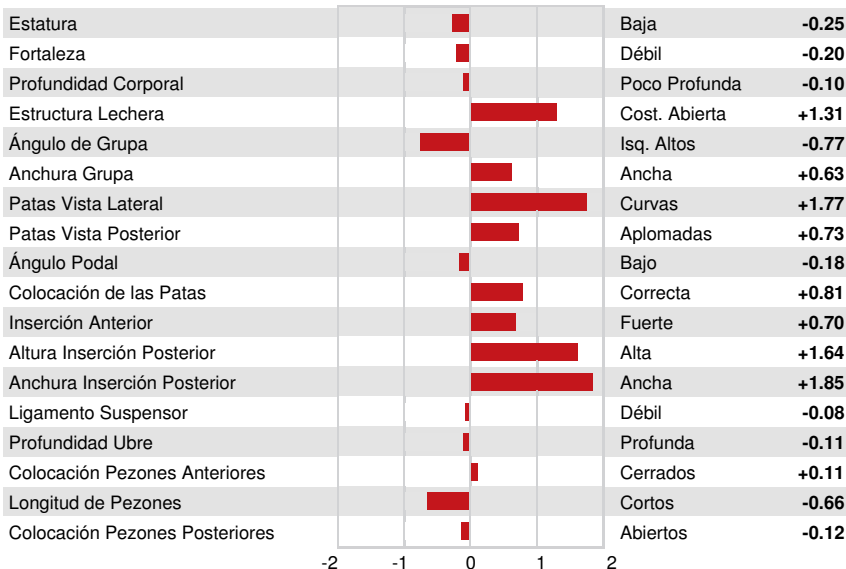 Estatura Baja -0.25
Fortaleza Débil -0.20
Profundidad Corporal Poco Profunda -0.10
Estructura Lechera Cost. Abierta +1.31
Ángulo de Grupa Isq. Altos -0.77
Anchura Grupa Ancha +0.63
Patas Vista Lateral Curvas +1.77
Patas Vista Posterior Aplomadas +0.73
Ángulo Podal Bajo -0.18
Colocación de las Patas Correcta +0.81
Inserción Anterior Fuerte +0.70
Altura Inserción Posterior Alta +1.64
Anchura Inserción Posterior Ancha +1.85
Ligamento Suspensor Débil -0.08
Profundidad Ubre Profunda -0.11
Colocación Pezones Anteriores Cerrados +0.11
Longitud de Pezones Cortos -0.66
Colocación Pezones Posteriores Abiertos -0.12
-2 -1 0 1 2